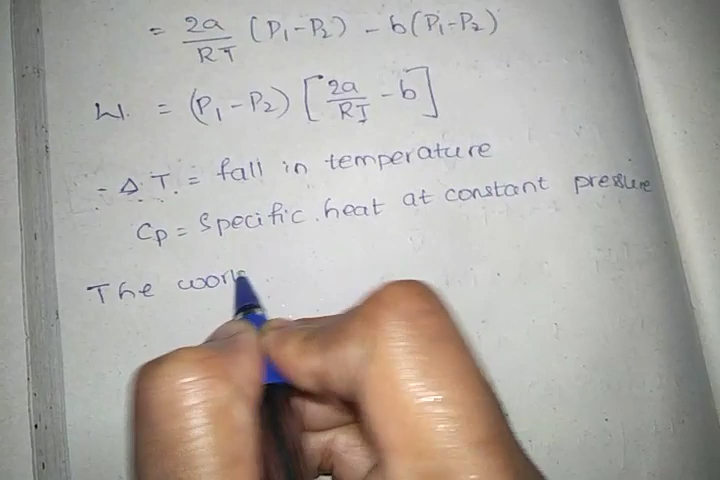 = 2a/RT (P₁-P₂) - b(P₁-P₂)
W. = (P₁-P₂) [2a/RT - b]
- Δ T. = fall in temperature
Cp = Specific heat at constant pressure
The work